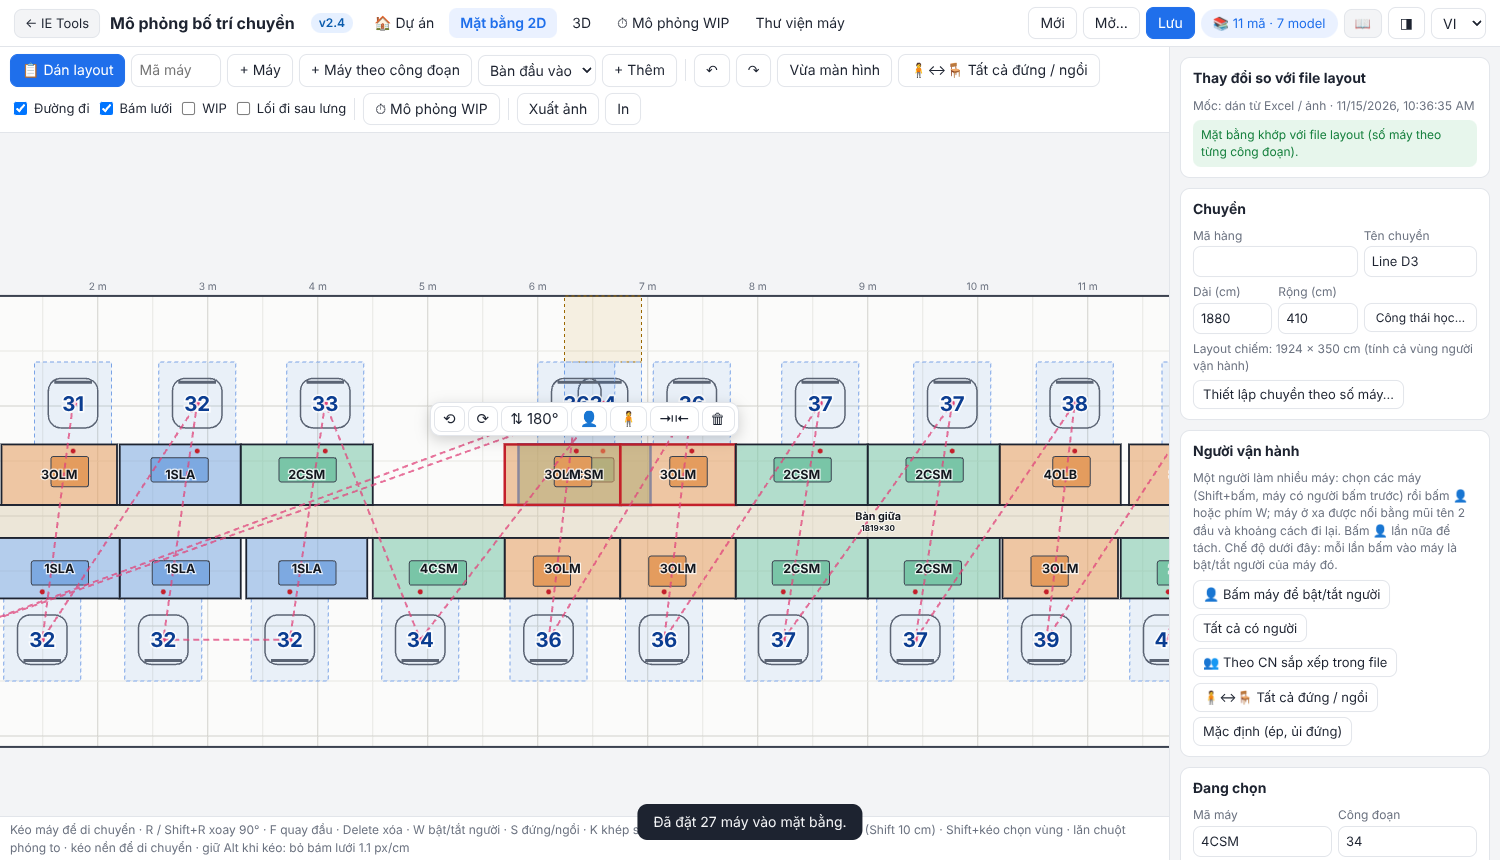 ← IE Tools Mô phỏng bố trí chuyền v2.4 🏠 Dự án Mặt bằng 2D 3D ⏱ Mô phỏng WIP Thư viện máy Mới Mở... Lưu 📚 11 mã · 7 model 📖 ◨ VI
📋 Dán layout Mã máy + Máy + Máy theo công đoạn Bàn đầu vào + Thêm ↶ ↷ Vừa màn hình 🧍↔🪑 Tất cả đứng / ngồi
Đường đi Bám lưới WIP Lối đi sau lưng ⏱ Mô phỏng WIP Xuất ảnh In
2 m 3 m 4 m 5 m 6 m 7 m 8 m 9 m 10 m 11 m
31 32 33 37 37 38
⟲ ⟳ ⇅ 180° 👤 🧍 ⇥⇤ 🗑
3OLM 1SLA 2CSM 3OLM 3OLM 2CSM 2CSM 4OLB
Bàn giữa
1819×30
1SLA 1SLA 1SLA 4CSM 3OLM 3OLM 2CSM 2CSM 3OLM
32 32 32 34 36 36 37 37 39
Kéo máy để di chuyển · R / Shift+R xoay 90° · F quay đầu · Delete xóa · W bật/tắt người · S đứng/ngồi · K khép (Shift 10 cm) · Shift+kéo chọn vùng · lăn chuột
phóng to · kéo nền để di chuyển · giữ Alt khi kéo: bỏ bám lưới 1.1 px/cm
Đã đặt 27 máy vào mặt bằng.
Thay đổi so với file layout
Mốc: dán từ Excel / ảnh · 11/15/2026, 10:36:35 AM
Mặt bằng khớp với file layout (số máy theo
từng công đoạn).
Chuyền
Mã hàng Tên chuyền
Line D3
Dài (cm) Rộng (cm)
1880 410 Công thái học...
Layout chiếm: 1924 × 350 cm (tính cả vùng người
vận hành)
Thiết lập chuyền theo số máy...
Người vận hành
Một người làm nhiều máy: chọn các máy
(Shift+bấm, máy có người bấm trước) rồi bấm 👤
hoặc phím W; máy ở xa được nối bằng mũi tên 2
đầu và khoảng cách đi lại. Bấm 👤 lần nữa để
tách. Chế độ dưới đây: mỗi lần bấm vào máy là
bật/tắt người của máy đó.
👤 Bấm máy để bật/tắt người
Tất cả có người
👥 Theo CN sắp xếp trong file
🧍↔🪑 Tất cả đứng / ngồi
Mặc định (ép, ủi đứng)
Đang chọn
Mã máy Công đoạn
4CSM 34